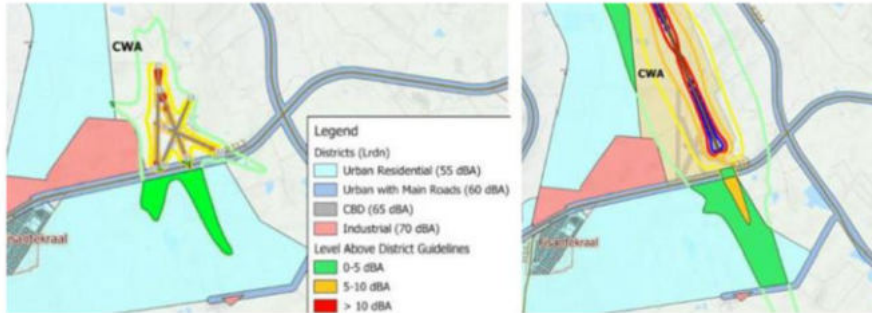 CWA
Legend
Districts (Lrdn)
Urban Residential (55 dBA)
Urban with Main Roads (60 dBA)
CBD (65 dBA)
Industrial (70 dBA)
Level Above District Guidelines
0-5 dBA
5-10 dBA
> 10 dBA
CWA